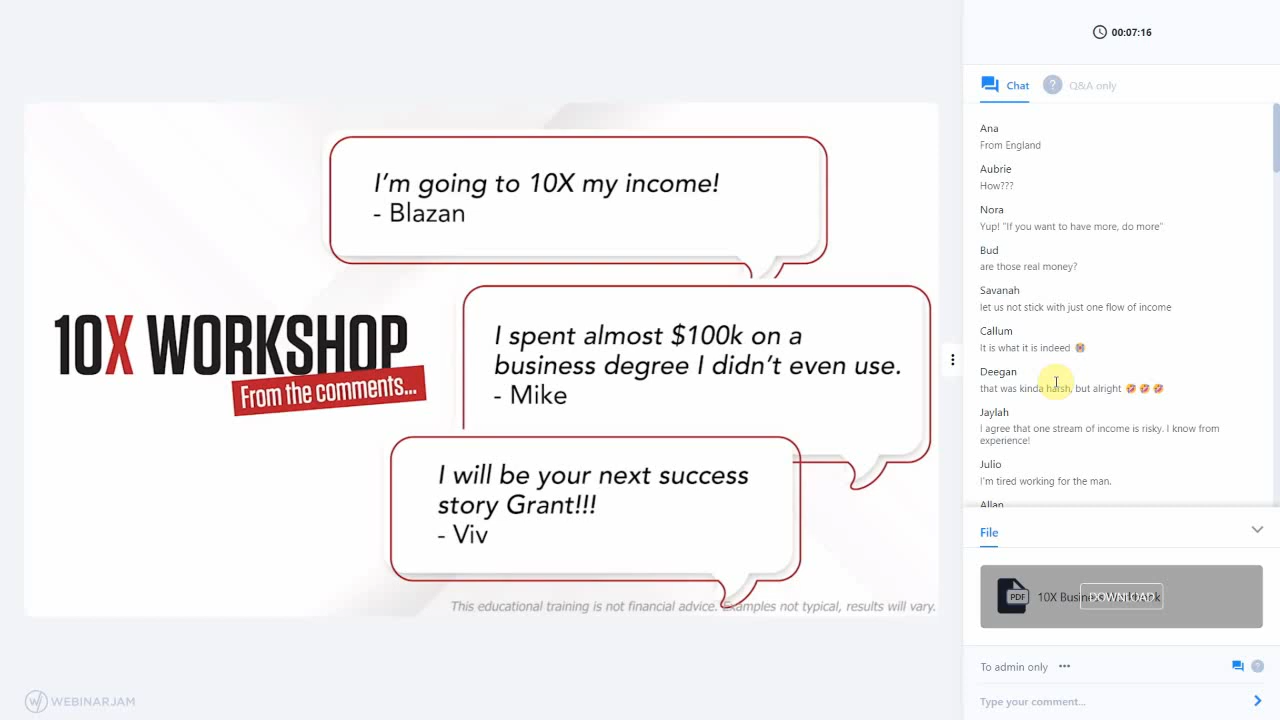 I'm going to 10X my income!
- Blazan
I spent almost $100k on a
business degree I didn't even use.
- Mike
10X WORKSHOP
From the comments...
I will be your next success
story Grant!!!
- Viv
This educational training is not financial advice. Examples not typical, results will vary.
WEBINARJAM
00:07:16
Chat
? Q&A only
Ana
From England
Aubrie
How???
Nora
Yup! "If you want to have more, do more"
Bud
are those real money?
Savanah
let us not stick with just one flow of income
Callum
It is what it is indeed
Deegan
that was kinda harsh, but alright 🤣 🤣 🤣
Jaylah
I agree that one stream of income is risky. I know from
experience!
Julio
I'm tired working for the man.
Allan
File
PDF
10X
DOWNLOAD
To admin only •••
?
Type your comment...